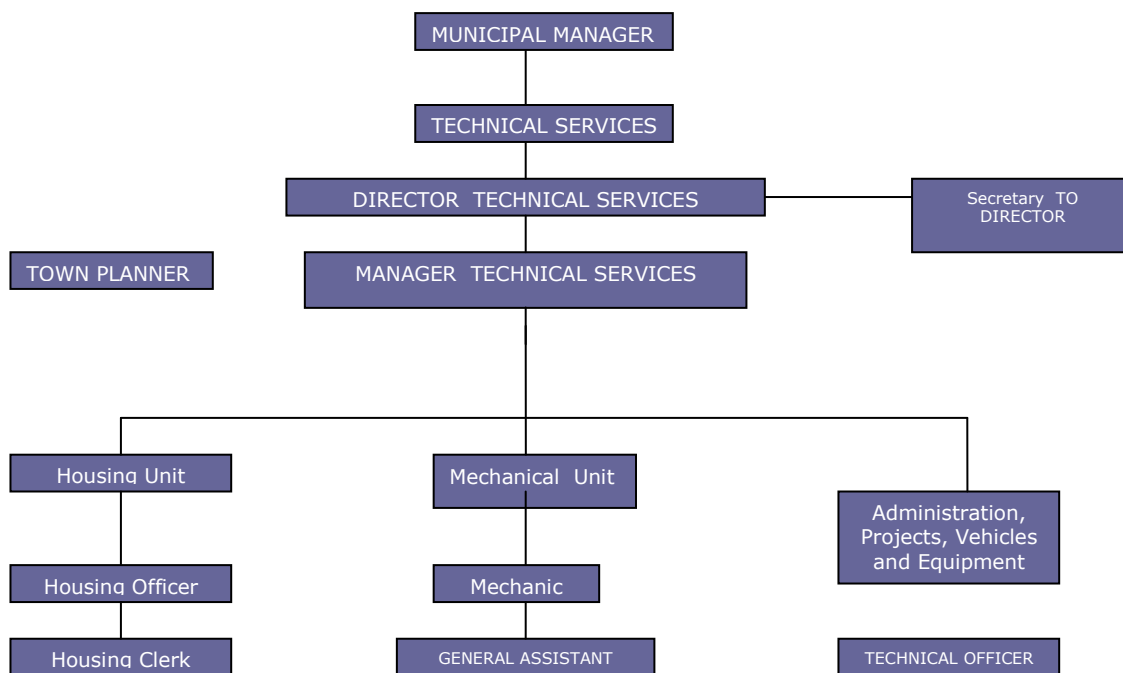 MUNICIPAL MANAGER
TECHNICAL SERVICES
DIRECTOR TECHNICAL SERVICES
Secretary TO
DIRECTOR
TOWN PLANNER
MANAGER TECHNICAL SERVICES
Housing Unit
Mechanical Unit
Administration,
Projects, Vehicles
and Equipment
Housing Officer
Mechanic
Housing Clerk
GENERAL ASSISTANT
TECHNICAL OFFICER